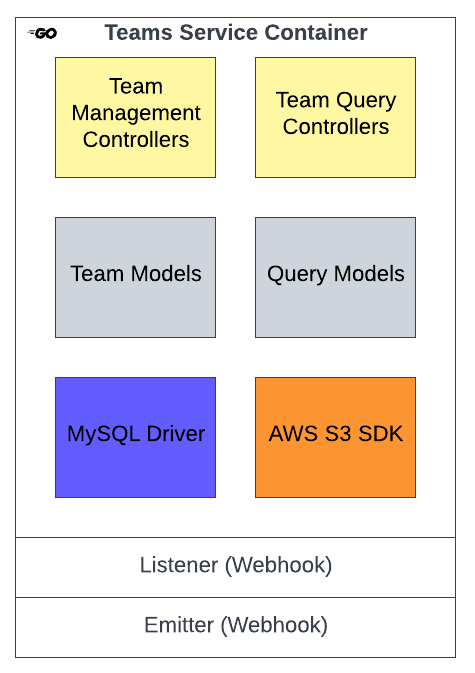 GO
Teams Service Container
Team
Management
Controllers
Team Query
Controllers
Team Models
Query Models
MySQL Driver
AWS S3 SDK
Listener (Webhook)
Emitter (Webhook)